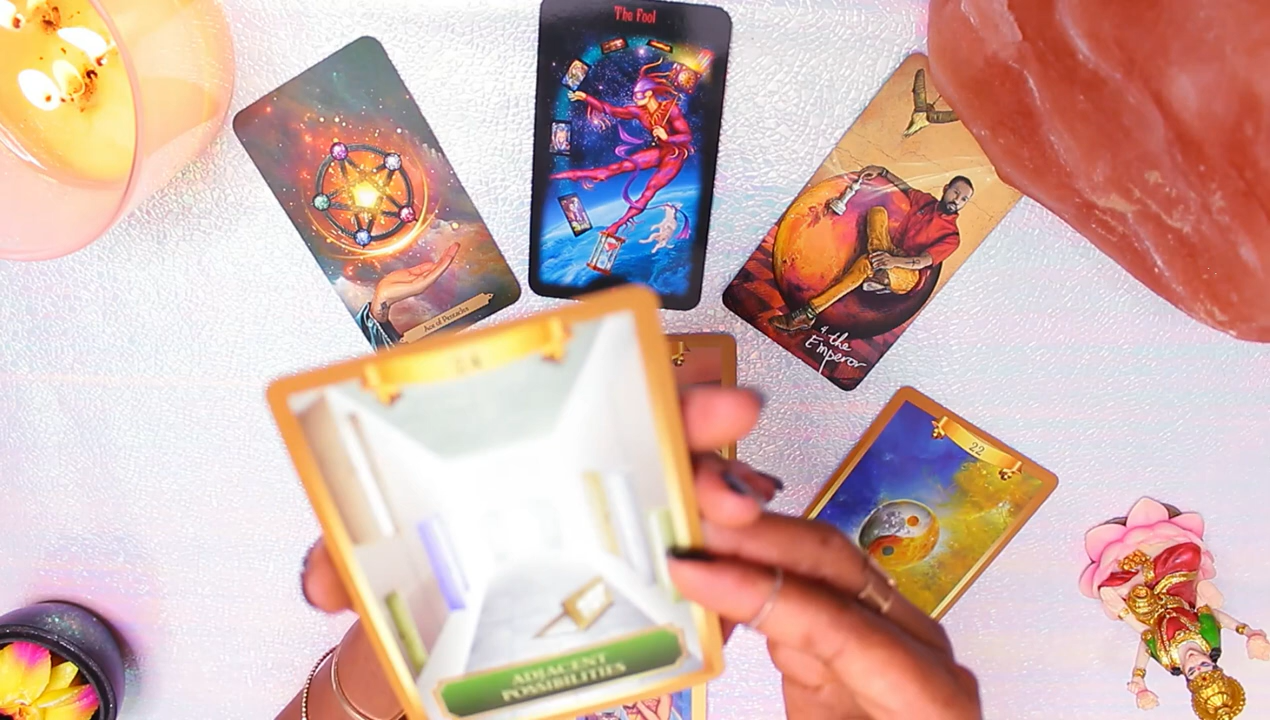 The Fool
Ace of Pentacles
4 the
Emperor
22
ADJACENT
POSSIBILITIES